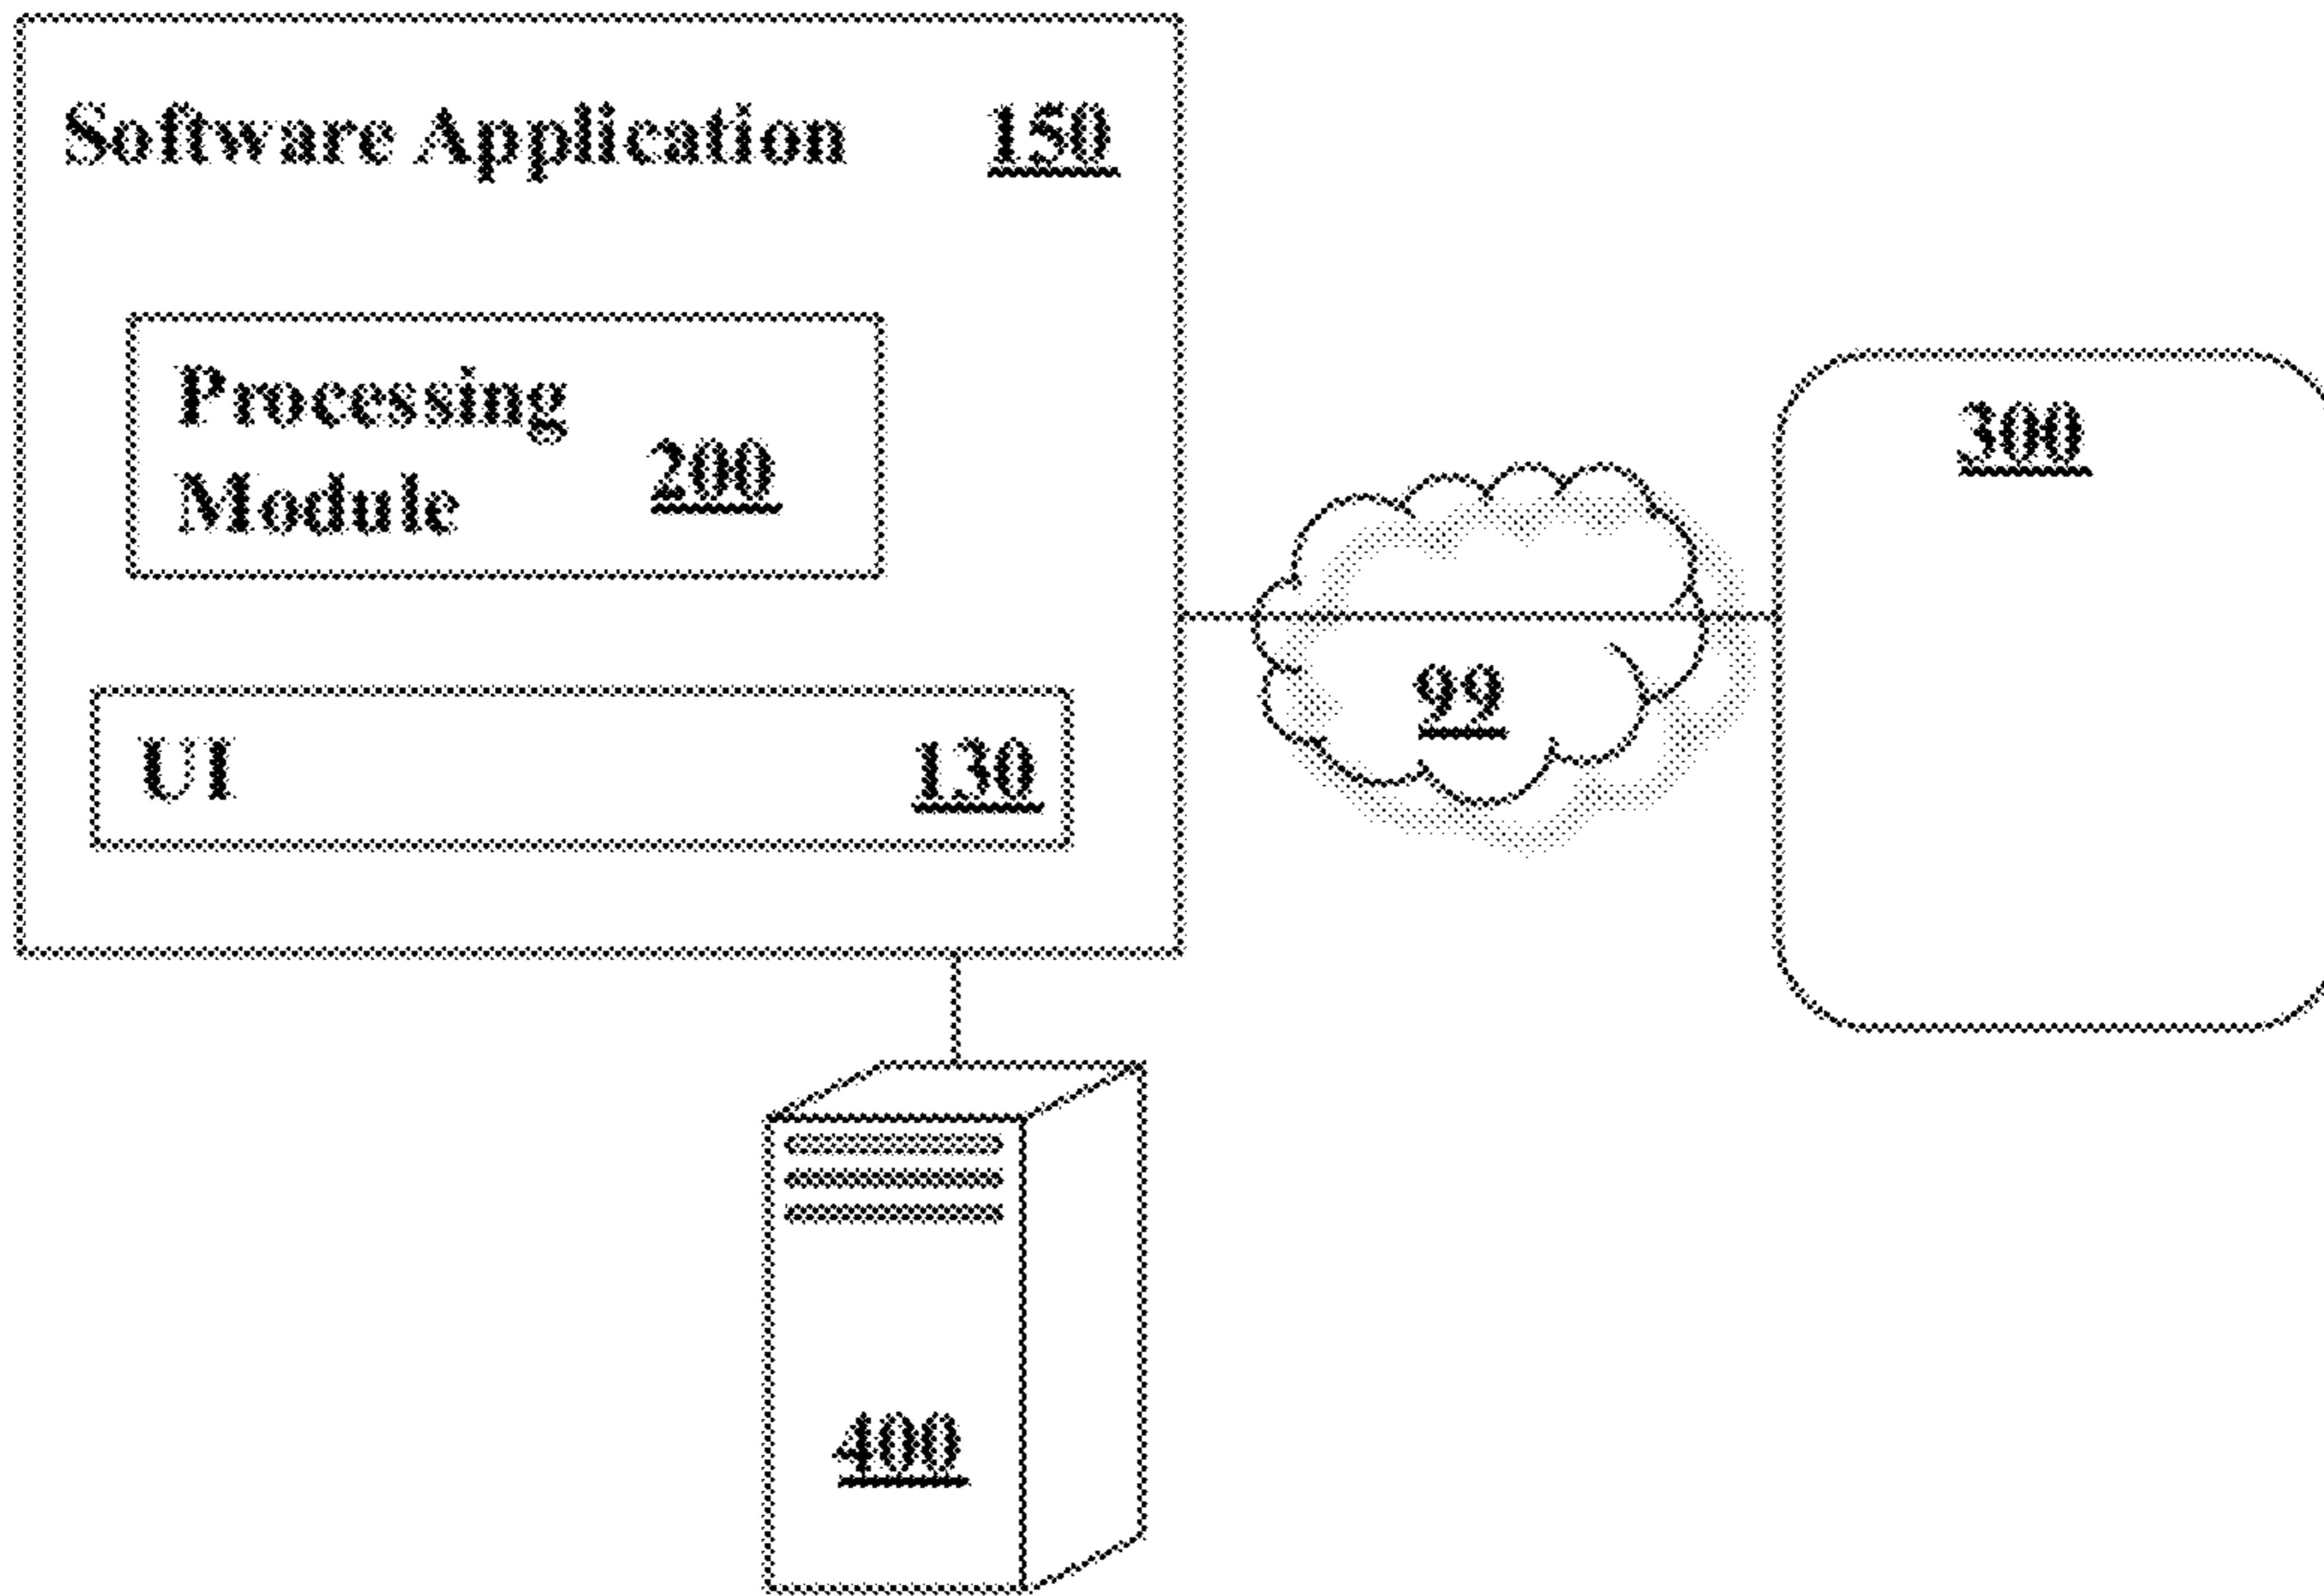 Software Application 150
Processing
Module
200
UI 130
99
300
400